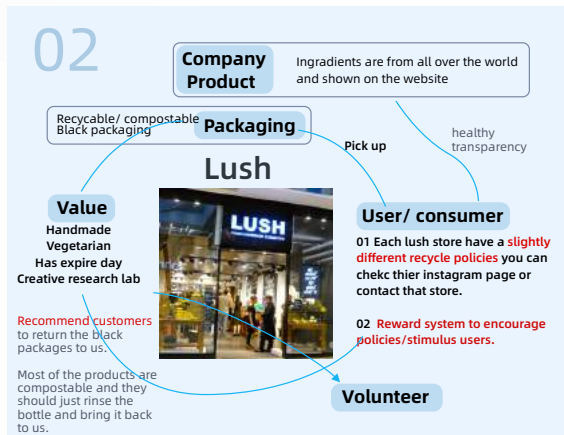 02
Company
Product
Ingredients are from all over the world
and shown on the website
Recycable/ compostable
Black packaging
Packaging
Pick up
healthy
transparency
Lush
Value
Handmade
Vegetarian
Has expire day
Creative research lab
LUSH
User/ consumer
01 Each lush store have a slightly
different recycle policies you can
chekc thier instagram page or
contact that store.
02 Reward system to encourage
policies/stimulus users.
Recommend customers
to return the black
packages to us.
Most of the products are
compostable and they
should just rinse the
bottle and bring it back
to us.
Volunteer